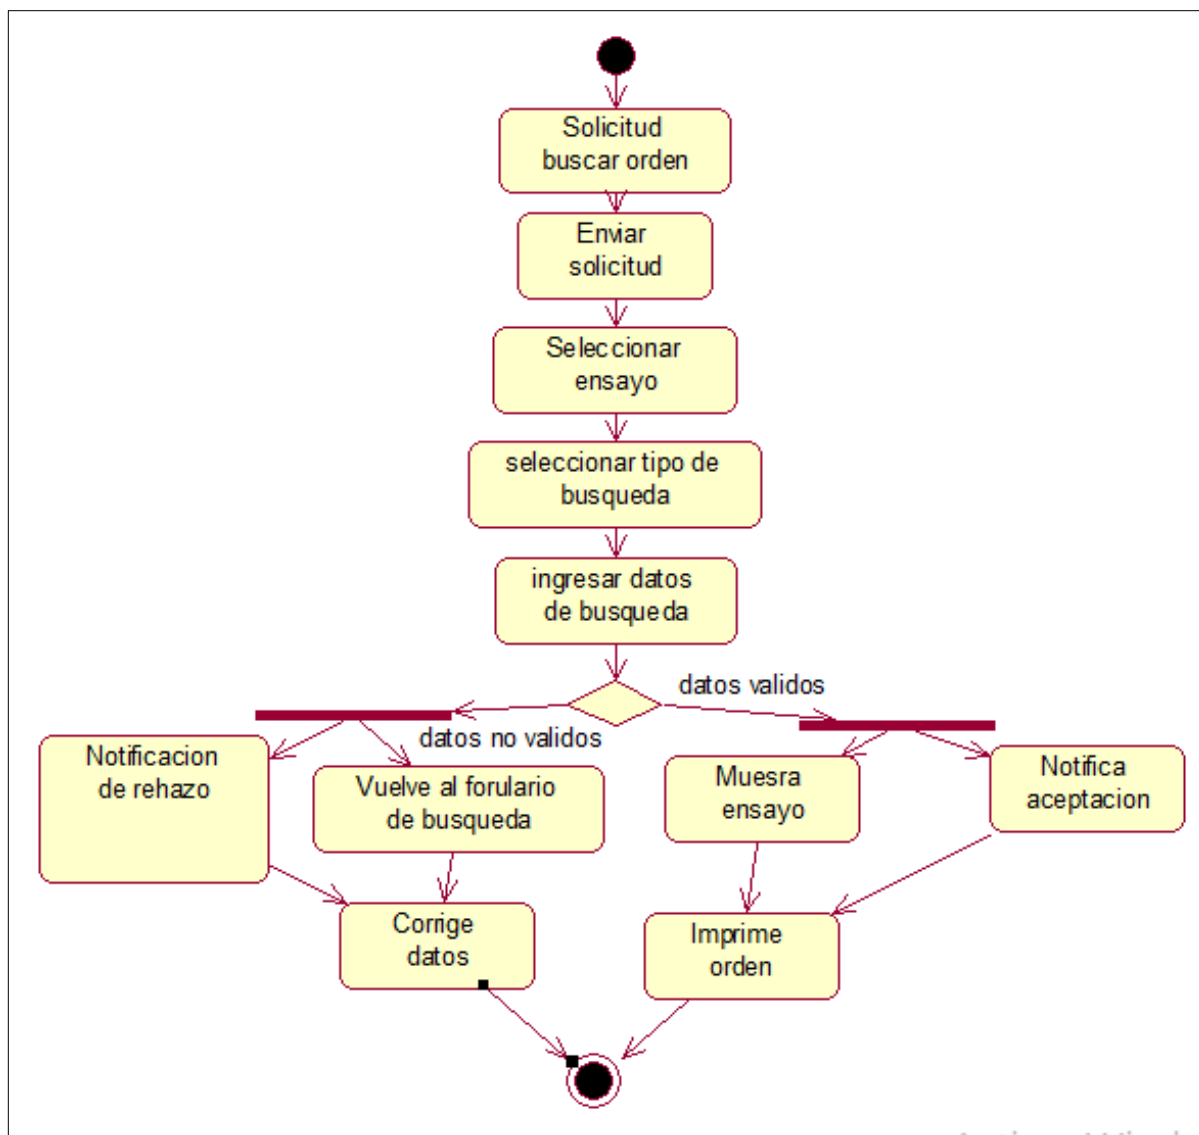 Solicitud
buscar orden
Enviar
solicitud
Seleccionar
ensayo
seleccionar tipo de
busqueda
ingresar datos
de busqueda
datos validos
datos no validos
Notificacion
de rehazo
Vuelve al forulario
de busqueda
Muesra
ensayo
Notifica
aceptacion
Corrige
datos
Imprime
orden